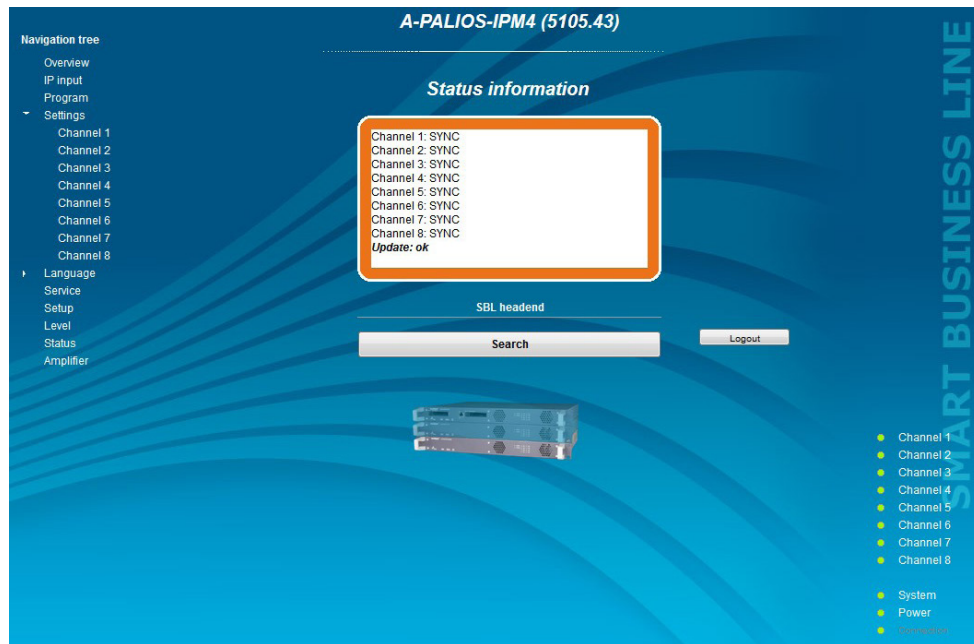 A-PALIOS-IPM4 (5105.43)
Navigation tree
Overview
IP input
Program
Settings
Channel 1
Channel 2
Channel 3
Channel 4
Channel 5
Channel 6
Channel 7
Channel 8
Language
Service
Setup
Level
Status
Amplifier
Status information
Channel 1: SYNC
Channel 2: SYNC
Channel 3: SYNC
Channel 4: SYNC
Channel 5: SYNC
Channel 6: SYNC
Channel 7: SYNC
Channel 8: SYNC
Update: ok
SBL headend
Search
Logout
SMART BUSINESS LINE
Channel 1
Channel 2
Channel 3
Channel 4
Channel 5
Channel 6
Channel 7
Channel 8
System
Power